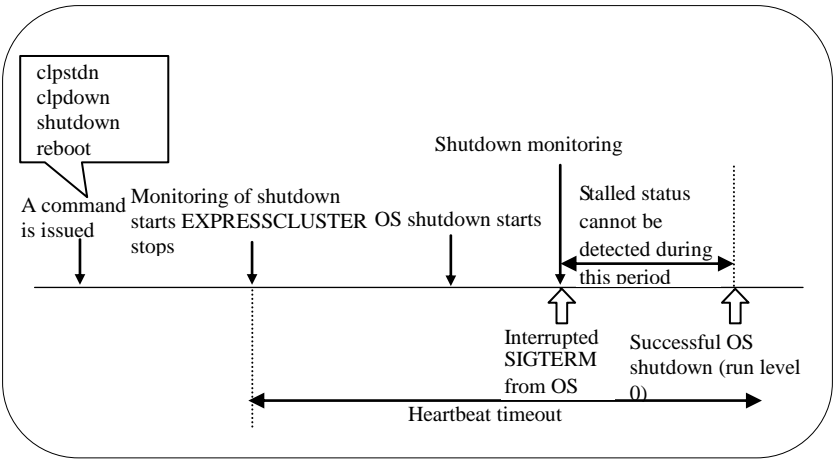 clpstdn
clpdown
shutdown
reboot
Shutdown monitoring
A command
is issued
Monitoring of shutdown
starts EXPRESSCLUSTER
stops
OS shutdown starts
Stalled status
cannot be
detected during
this period
Interrupted
SIGTERM
from OS
Successful OS
shutdown (run level
0)
Heartbeat timeout